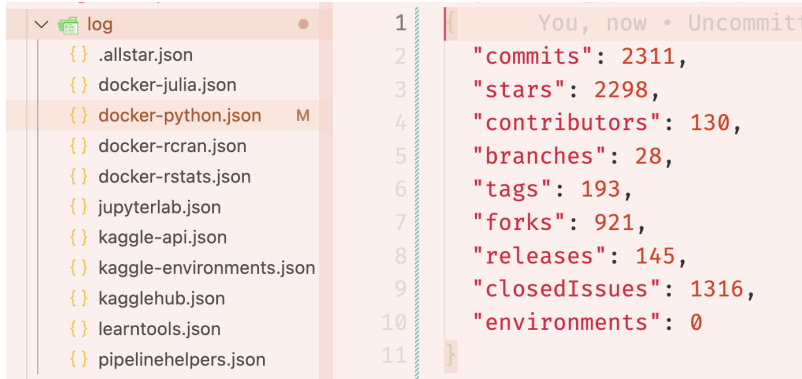 log
{} .allstar.json
{} docker-julia.json
{} docker-python.json M
{} docker-rcran.json
{} docker-rstats.json
{} jupyterlab.json
{} kaggle-api.json
{} kaggle-environments.json
{} kagglehub.json
{} learntools.json
{} pipelinehelpers.json
1 { You, now • Uncommitt
2 "commits": 2311,
3 "stars": 2298,
4 "contributors": 130,
5 "branches": 28,
6 "tags": 193,
7 "forks": 921,
8 "releases": 145,
9 "closedIssues": 1316,
10 "environments": 0
11 }